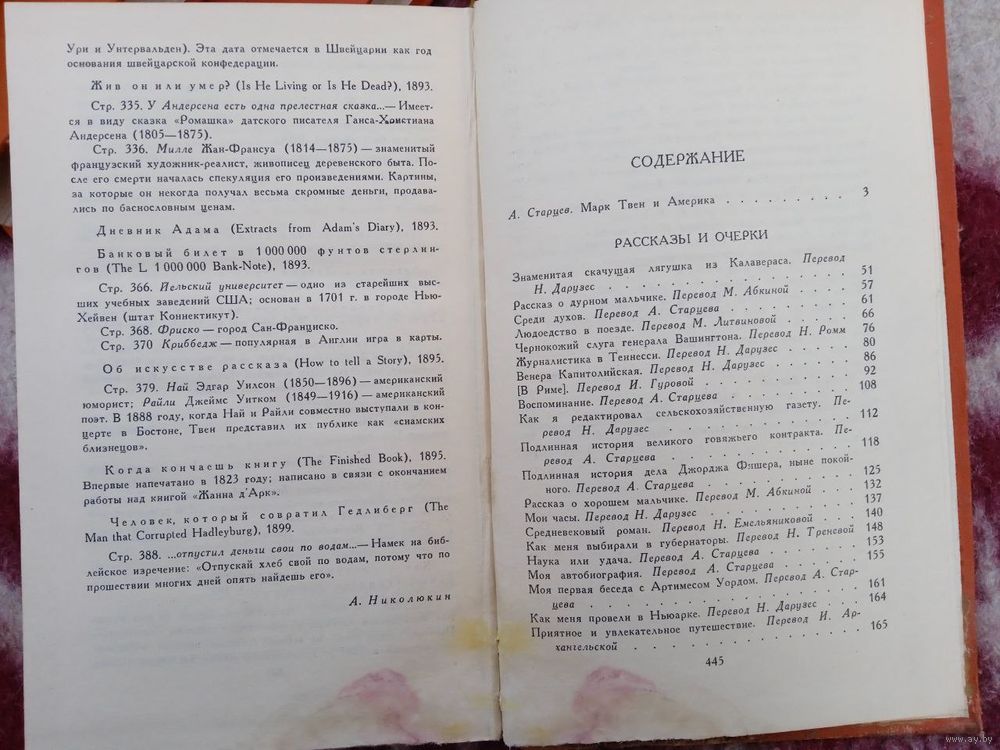 Ури и Унтервальден). Эта дата отмечается в Швейцарии как год
основания швейцарской конфедерации.
Жив он или умер? (Is He Living or Is He Dead?), 1893.
Стр. 335. У Андерсена есть одна прелестная сказка...— Имеет-
ся в виду сказка «Ромашка» датского писателя Ганса-Христиана
Андерсена (1805—1875).
Стр. 336. Милле Жан-Франсуа (1814—1875) — знаменитый
французский художник-реалист, живописец деревенского быта. По-
сле его смерти началась спекуляция его произведениями. Картины,
за которые он некогда получал весьма скромные деньги, продава-
лись по баснословным ценам.
Дневник Адама (Extracts from Adam's Diary), 1893.
Банковый билет в 1 000 000 фунтов стерлин-
гов (The L 1 000 000 Bank-Note), 1893.
Стр. 366. Йельский университет — одно из старейших выс-
ших учебных заведений США; основан в 1701 г. в городе Нью-
Хейвен (штат Коннектикут).
Стр. 368. Фриско — город Сан-Франциско.
Стр. 370 Криббедж — популярная в Англии игра в карты.
Об искусстве рассказа (How to tell a Story), 1895.
Стр. 379. Най Эдгар Уилсон (1850—1896) — американский
юморист; Райли Джеймс Уитком (1849—1916) — американский
поэт. В 1888 году, когда Най и Райли совместно выступали в кон-
церте в Бостоне, Твен представил их публике как «сиамских
близнецов».
Когда кончаешь книгу (The Finished Book), 1895.
Впервые напечатано в 1823 году; написано в связи с окончанием
работы над книгой «Жанна д'Арк».
Человек, который совратил Гедлиберг (The
Man that Corrupted Hadleyburg), 1899.
Стр. 388. ...отпустил деньги свои по водам...— Намек на биб-
лейское изречение: «Отпускай хлеб свой по водам, потому что по
прошествии многих дней опять найдешь его».
А. Николюкин
СОДЕРЖАНИЕ
А. Старцев. Марк Твен и Америка . . . . . . . . . 3
РАССКАЗЫ И ОЧЕРКИ
Знаменитая скачущая лягушка из Калавераса. Перевод
Н. Дарузес . . . . . . . . . . . . . . . . 51
Рассказ о дурном мальчике. Перевод М. Абкиной . . . . 57
Среди духов. Перевод А. Старцева . . . . . . . . 61
Людоедство в поезде. Перевод М. Литвиновой . . . . . 66
Чернокожий слуга генерала Вашингтона. Перевод Н. Ромм 76
Журналистика в Теннесси. Перевод Н. Дарузес . . . . 80
Венера Капитолийская. Перевод Н. Дарузес . . . . . 86
[В Риме]. Перевод И. Гуровой . . . . . . . . . 92
Воспоминание. Перевод А. Старцева . . . . . . . . 108
Как я редактировал сельскохозяйственную газету. Пе-
ревод Н. Дарузес . . . . . . . . . . . . . 112
Подлинная история великого говяжьего контракта. Пе-
ревод А. Старцева . . . . . . . . . . . . . 118
Подлинная история дела Джорджа Фишера, ныне покой-
ного. Перевод А. Старцева . . . . . . . . . . 125
Рассказ о хорошем мальчике. Перевод М. Абкиной . . . 132
Мои часы. Перевод Н. Дарузес . . . . . . . . . 137
Средневековый роман. Перевод Н. Емельяниковой . . . 140
Как меня выбирали в губернаторы. Перевод Н. Треневой 148
Наука или удача. Перевод А. Старцева . . . . . . . 153
Моя автобиография. Перевод А. Старцева . . . . . . 155
Моя первая беседа с Артимесом Уордом. Перевод А. Стар-
цева . . . . . . . . . . . . . . . . . . 161
Как меня провели в Ньюарке. Перевод Н. Дарузес . . . 164
Приятное и увлекательное путешествие. Перевод И. Ар-
хангельской . . . . . . . . . . . . . . . 165
445
www.ay.by